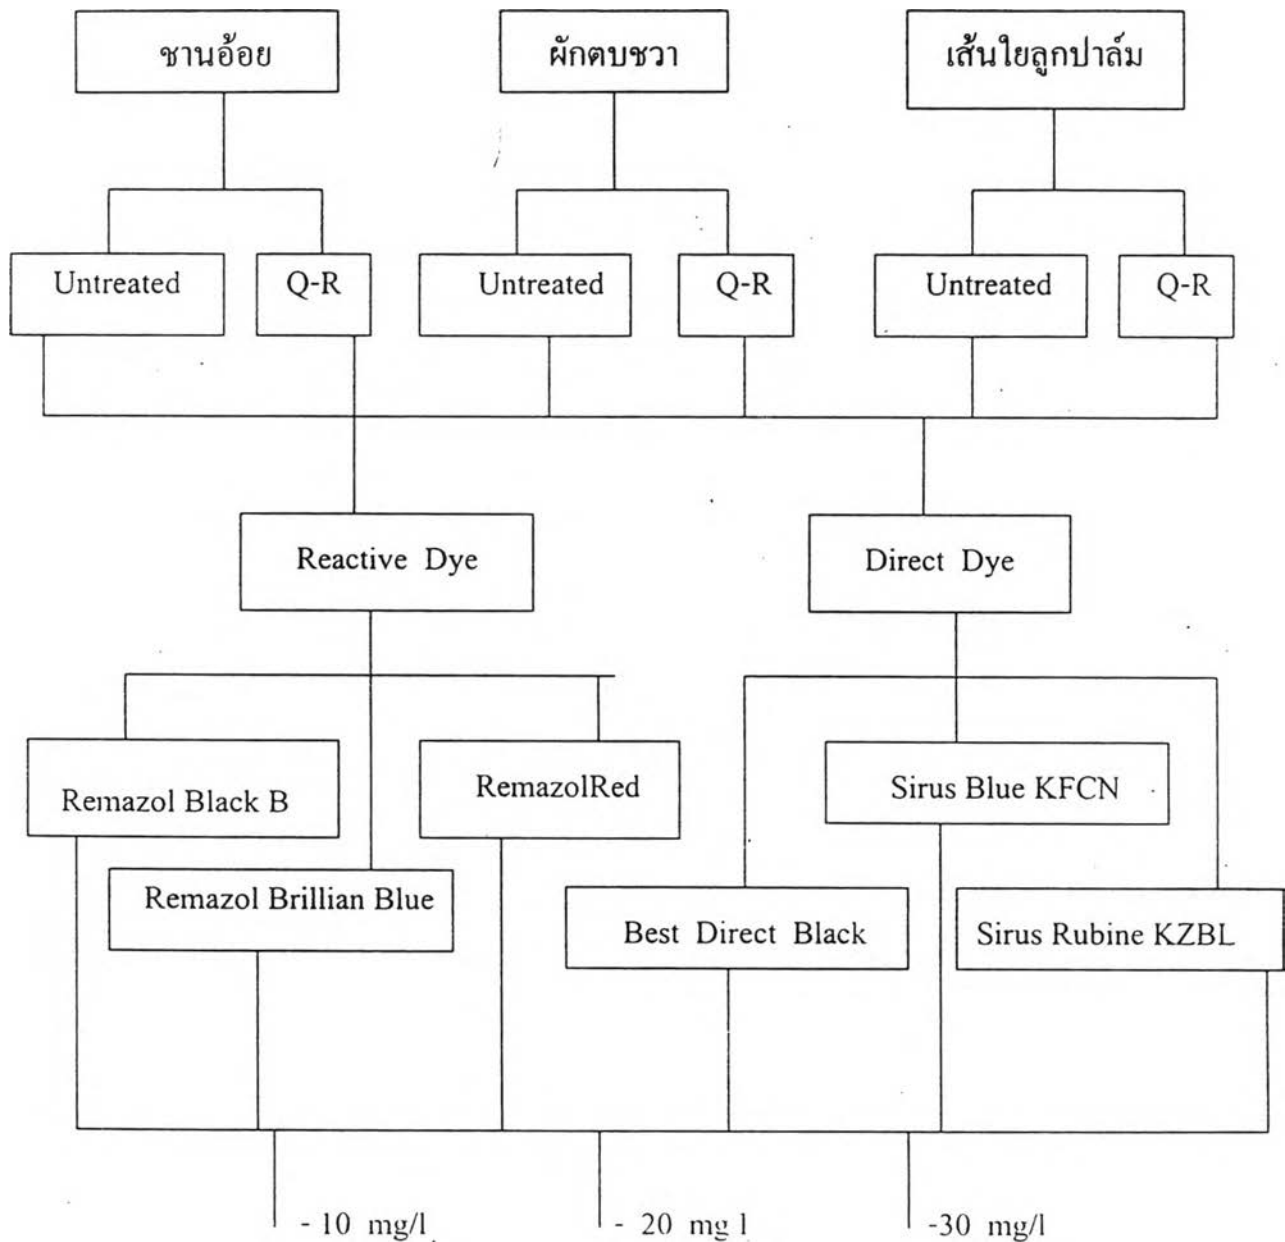 ชานอ้อย
ผักตบชวา
เส้นใยลูกปาล์ม
Untreated
Q-R
Untreated
Q-R
Untreated
Q-R
Reactive Dye
Direct Dye
Remazol Black B
RemazolRed
Sirus Blue KFCN
Remazol Brillian Blue
Best Direct Black
Sirus Rubine KZBL
- 10 mg/l
- 20 mg l
-30 mg/l